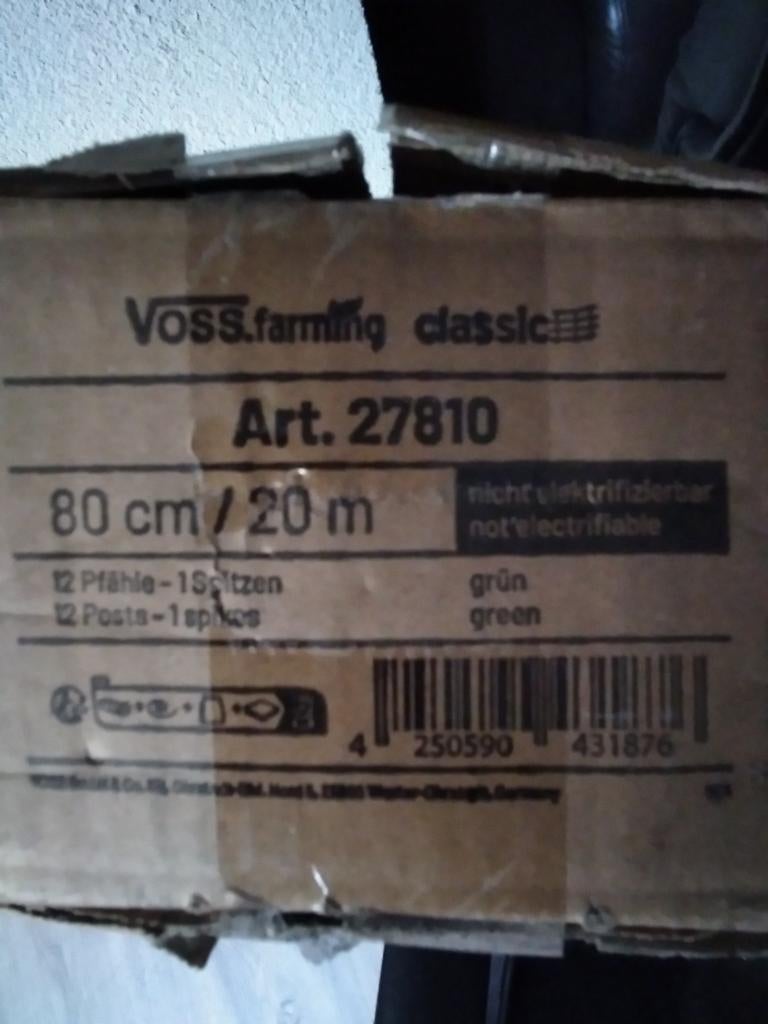 VOSS.farming classic
Art. 27810
80 cm / 20 m
nicht elektrifizierbar
not electrifiable
12 Pfähle - 1 Spitzen
grün
12 Posts - 1 spikes
green
4 250590 431876
Germany